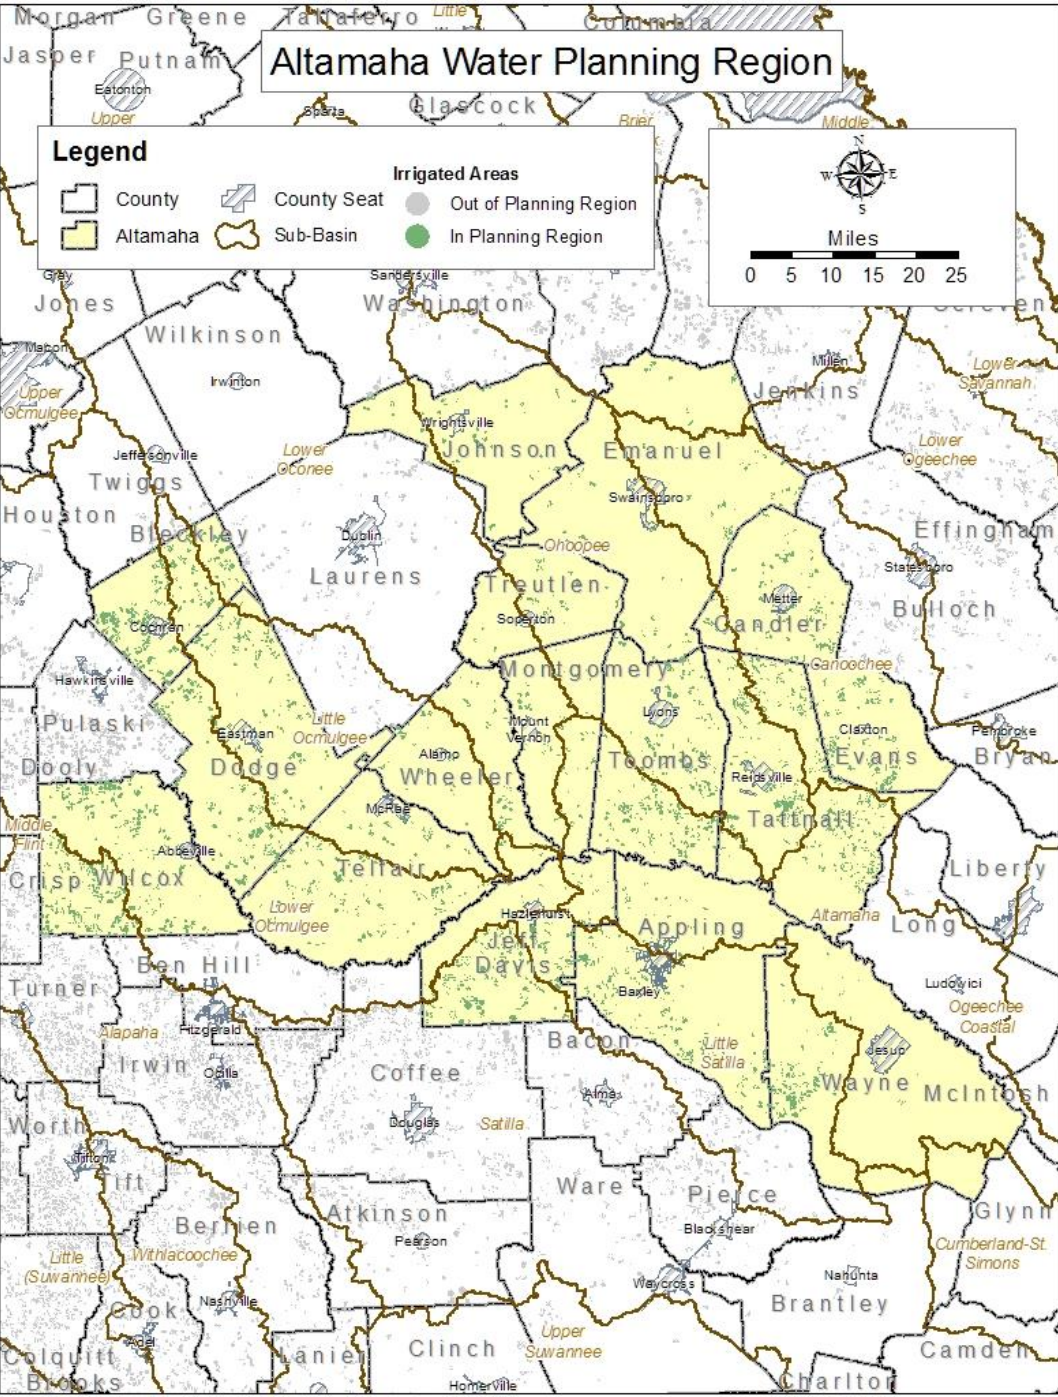 Morgan Greene Taliaferro Little Columbia
Jasper Putnam
Altamaha Water Planning Region
Eatonton
Upper
Sparta
Glascock
Brier
Middle
Legend
Irrigated Areas
County
County Seat
Out of Planning Region
Altamaha
Sub-Basin
In Planning Region
N
W E
S
Miles
0 5 10 15 20 25
Gray
Sandersville
Jones
Washington
Screven
Wilkinson
Macon
Irwinton
Millen
Lower
Savannah
Upper
Ocmulgee
Jenkins
Wrightsville
Johnson
Emanuel
Lower
Oconee
Lower
Ogeechee
Jeffersonville
Twiggs
Swainsboro
Houston
Bleckley
Dublin
Ohoopee
Effingham
Laurens
Treutlen
Statesboro
Metter
Bulloch
Soperton
Candler
Cochran
Montgomery
Canoochee
Hawkinsville
Pulaski
Little
Ocmulgee
Mount
Vernon
Lyons
Eastman
Claxton
Pembroke
Dooly
Dodge
Alamo
Wheeler
Toombs
Reidsville
Evans
Bryan
McRae
Tattnall
Middle
Flint
Abbeville
Crisp Wilcox
Telfair
Liberty
Lower
Ocmulgee
Hazlehurst
Altamaha
Jeff
Davis
Appling
Long
Ben Hill
Turner
Baxley
Ludowici
Ogeechee
Coastal
Alapaha
Fitzgerald
Irwin
Ocilla
Bacon
Little
Satilla
Jesup
Coffee
Wayne
McIntosh
Alma
Worth
Douglas
Satilla
Tifton
Tift
Ware
Pierce
Atkinson
Glynn
Berrien
Pearson
Blackshear
Little
(Suwannee)
Withlacoochee
Cumberland-St.
Simons
Waycross
Nahunta
Nashville
Cook
Brantley
Adel
Upper
Suwannee
Colquitt
Lanier
Clinch
Camden
Brooks
Homerville
Charlton